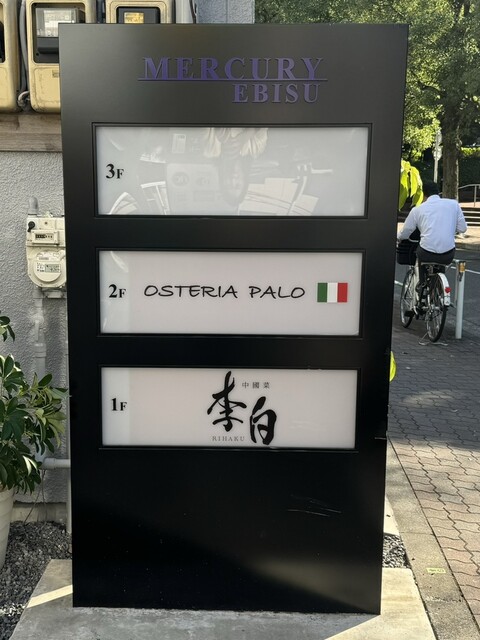 MERCURY
EBISU
3F
2F OSTERIA PALO
1F
中國菜
李白
RIHAKU